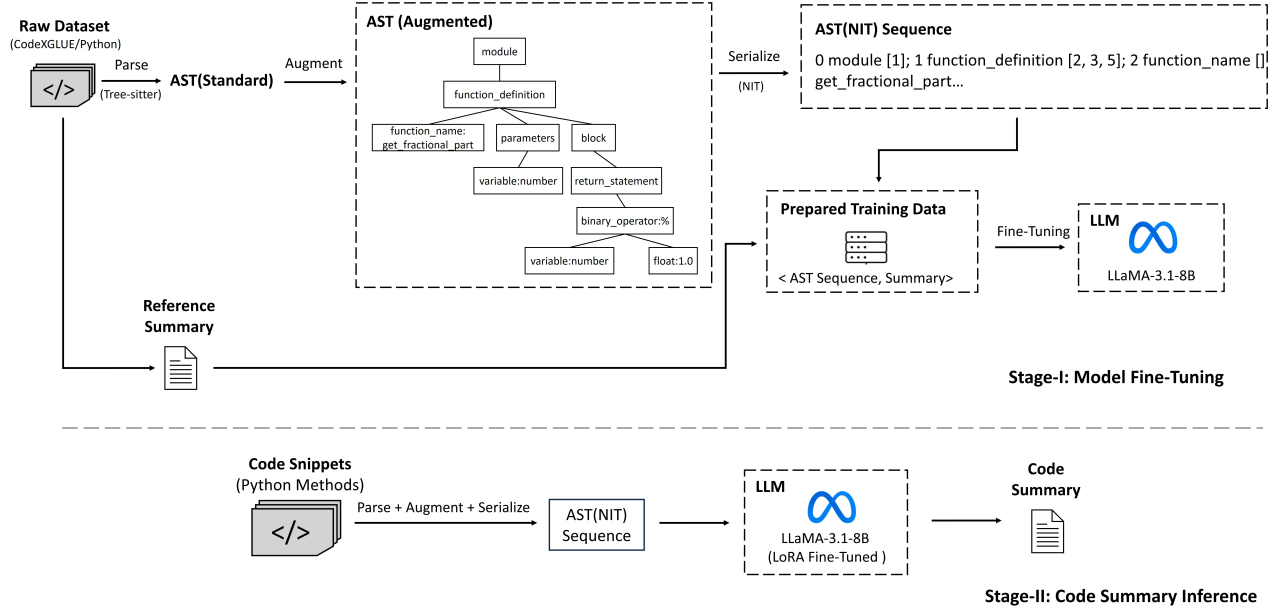 Raw Dataset
(CodeXGLUE/Python)
</>
Parse
(Tree-sitter)
AST(Standard)
Augment
AST (Augmented)
module
function_definition
function_name:
get_fractional_part
parameters
block
variable:number
return_statement
binary_operator:%
variable:number
float:1.0
Serialize
(NIT)
AST(NIT) Sequence
0 module [1]; 1 function_definition [2, 3, 5]; 2 function_name []
get_fractional_part...
Prepared Training Data
< AST Sequence, Summary>
Fine-Tuning
LLM
LLaMA-3.1-8B
Reference
Summary
Stage-I: Model Fine-Tuning
Code Snippets
(Python Methods)
</>
Parse + Augment + Serialize
AST(NIT)
Sequence
LLM
LLaMA-3.1-8B
(LoRA Fine-Tuned )
Code
Summary
Stage-II: Code Summary Inference